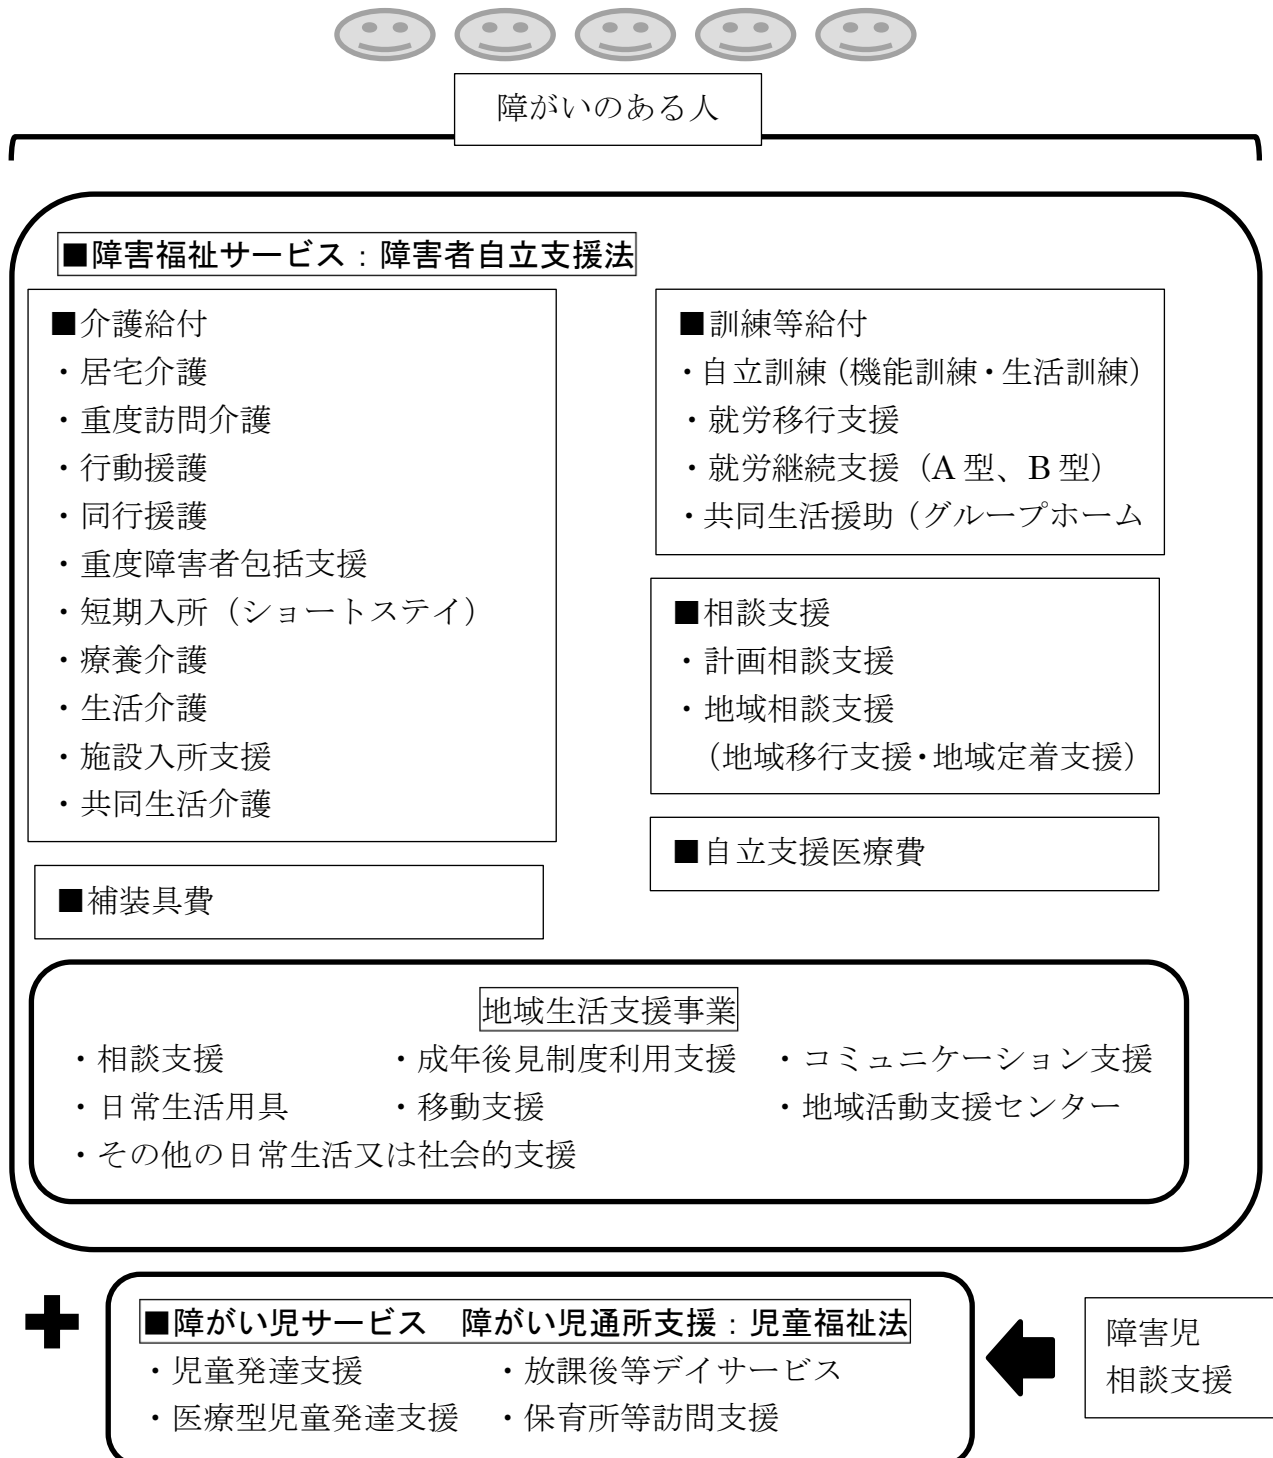 障がいのある人
■障害福祉サービス：障害者自立支援法
■介護給付
・居宅介護
・重度訪問介護
・行動援護
・同行援護
・重度障害者包括支援
・短期入所（ショートステイ）
・療養介護
・生活介護
・施設入所支援
・共同生活介護
■補装具費
■訓練等給付
・自立訓練（機能訓練・生活訓練）
・就労移行支援
・就労継続支援（A型、B型）
・共同生活援助（グループホーム
■相談支援
・計画相談支援
・地域相談支援
（地域移行支援・地域定着支援）
■自立支援医療費
地域生活支援事業
・相談支援 ・成年後見制度利用支援 ・コミュニケーション支援
・日常生活用具 ・移動支援 ・地域活動支援センター
・その他の日常生活又は社会的支援
■障がい児サービス 障がい児通所支援：児童福祉法
・児童発達支援 ・放課後等デイサービス
・医療型児童発達支援 ・保育所等訪問支援
障害児
相談支援